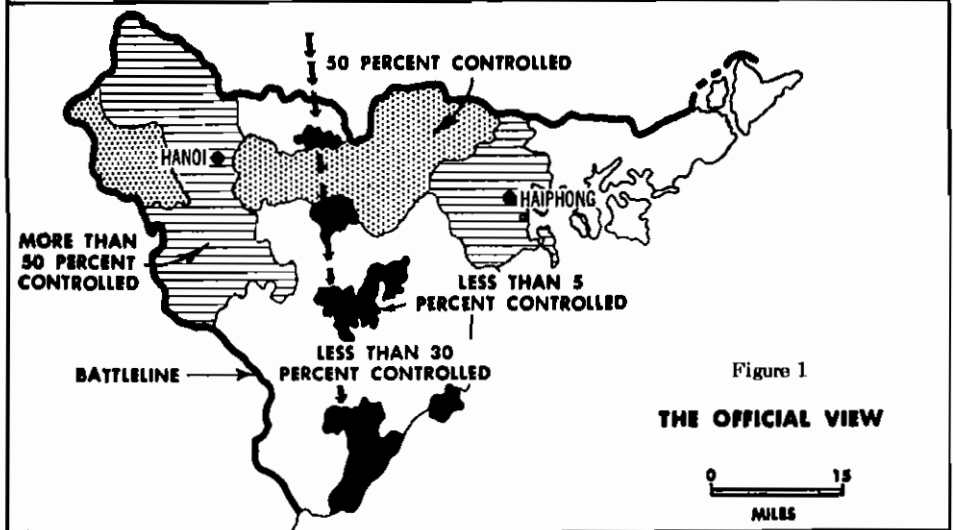 50 PERCENT CONTROLLED
HANOI
HAIPHONG
MORE THAN
50 PERCENT
CONTROLLED
LESS THAN 5
PERCENT CONTROLLED
LESS THAN 30
PERCENT CONTROLLED
BATTLELINE
Figure 1
THE OFFICIAL VIEW
0 15
MILES